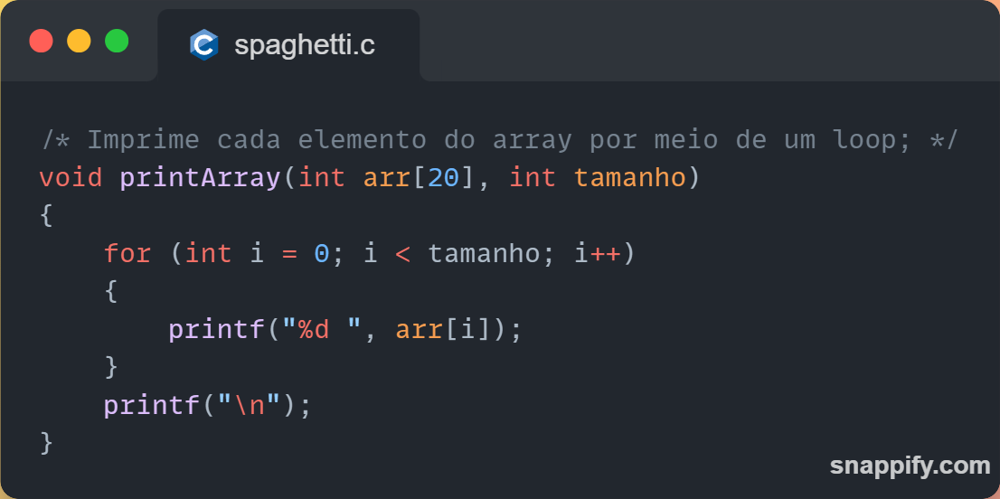 spaghetti.c
/* Imprime cada elemento do array por meio de um loop; */
void printArray(int arr[20], int tamanho)
{
    for (int i = 0; i < tamanho; i++)
    {
        printf("%d ", arr[i]);
    }
    printf("\n");
}
snappify.com